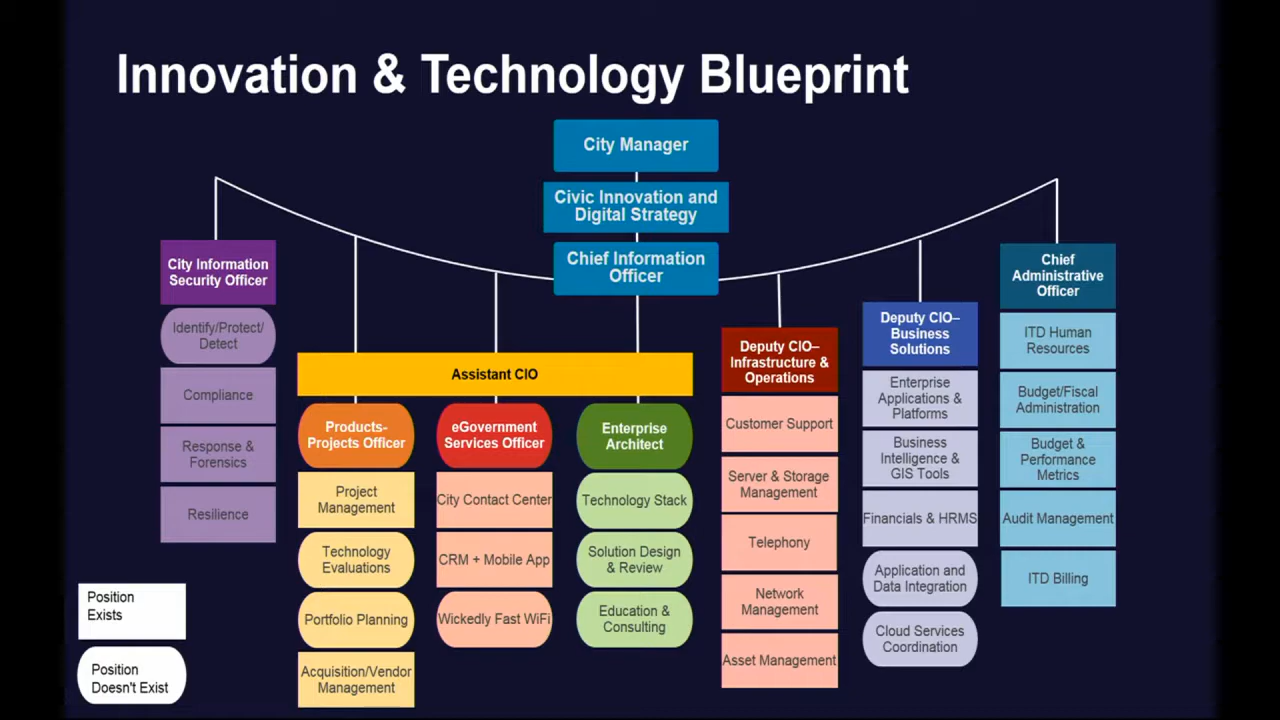 Innovation & Technology Blueprint
City Manager
Civic Innovation and
Digital Strategy
Chief Information
Officer
City Information
Security Officer
Identify/Protect/
Detect
Compliance
Response &
Forensics
Resilience
Assistant CIO
Products-
Projects Officer
Project
Management
Technology
Evaluations
Portfolio Planning
Acquisition/Vendor
Management
eGovernment
Services Officer
City Contact Center
CRM + Mobile App
Wickedly Fast WiFi
Enterprise
Architect
Technology Stack
Solution Design
& Review
Education &
Consulting
Deputy CIO–
Infrastructure &
Operations
Customer Support
Server & Storage
Management
Telephony
Network
Management
Asset Management
Deputy CIO–
Business
Solutions
Enterprise
Applications &
Platforms
Business
Intelligence &
GIS Tools
Financials & HRMS
Application and
Data Integration
Cloud Services
Coordination
Chief
Administrative
Officer
ITD Human
Resources
Budget/Fiscal
Administration
Budget &
Performance
Metrics
Audit Management
ITD Billing
Position
Exists
Position
Doesn't Exist